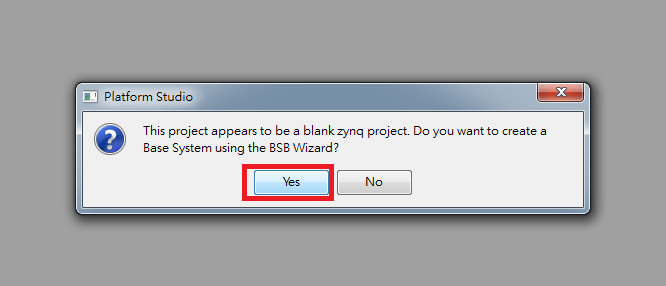 Platform Studio
This project appears to be a blank zynq project. Do you want to create a
Base System using the BSB Wizard?
Yes No